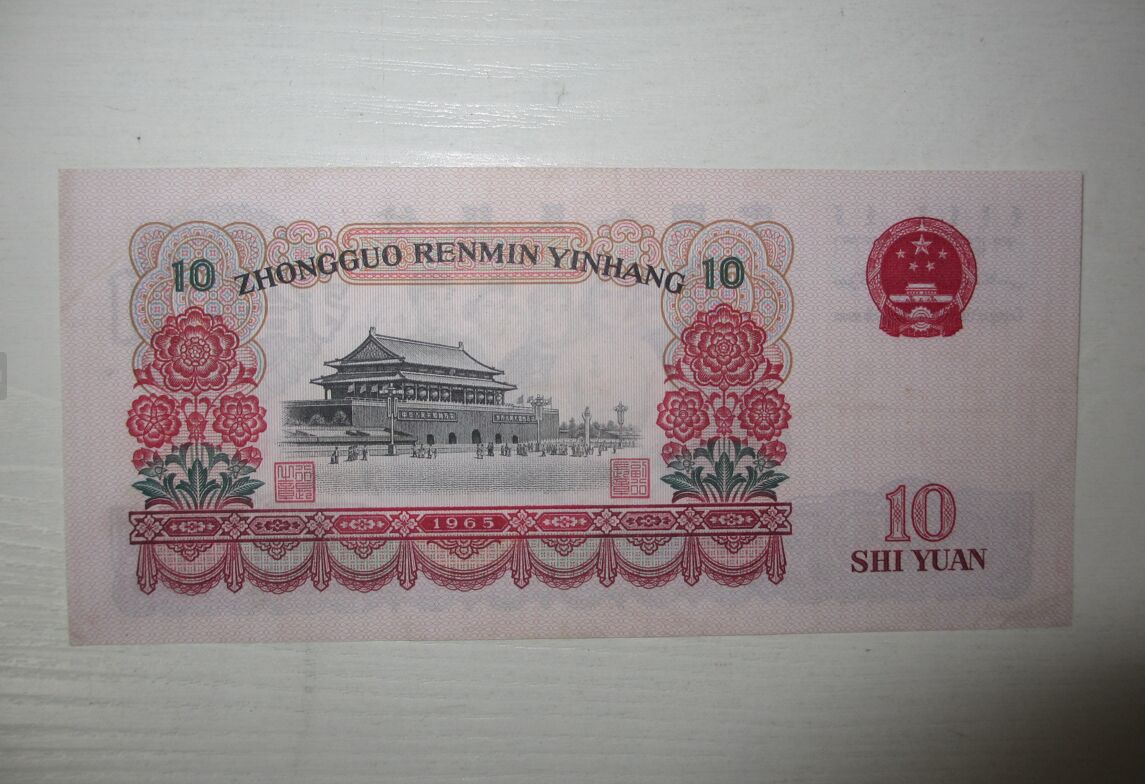 10 ZHONGGUO RENMIN YINHANG 10
1965
10
SHI YUAN